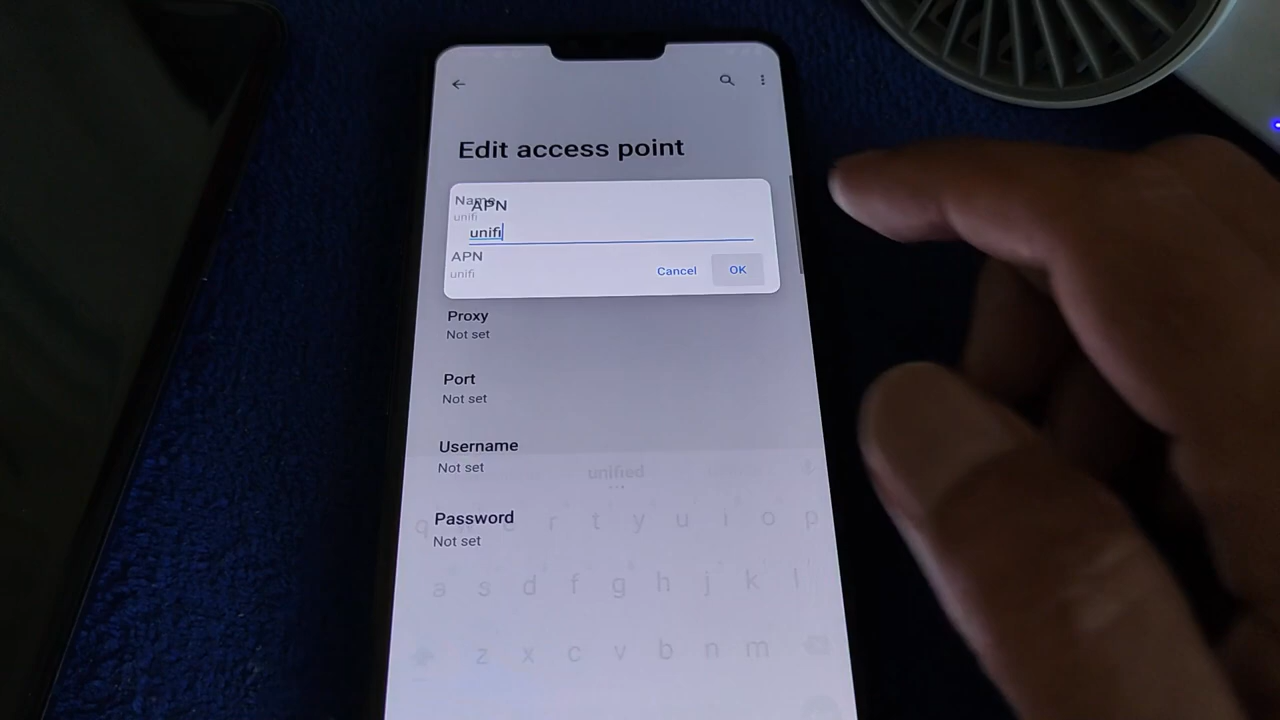 Edit access point
Name
APN
unifi
unifi
APN
unifi
Cancel OK
Proxy
Not set
Port
Not set
Username
Not set
unified
Password
Not set
q r t y u i o p
a s d f g h j k l
z x c v b n m